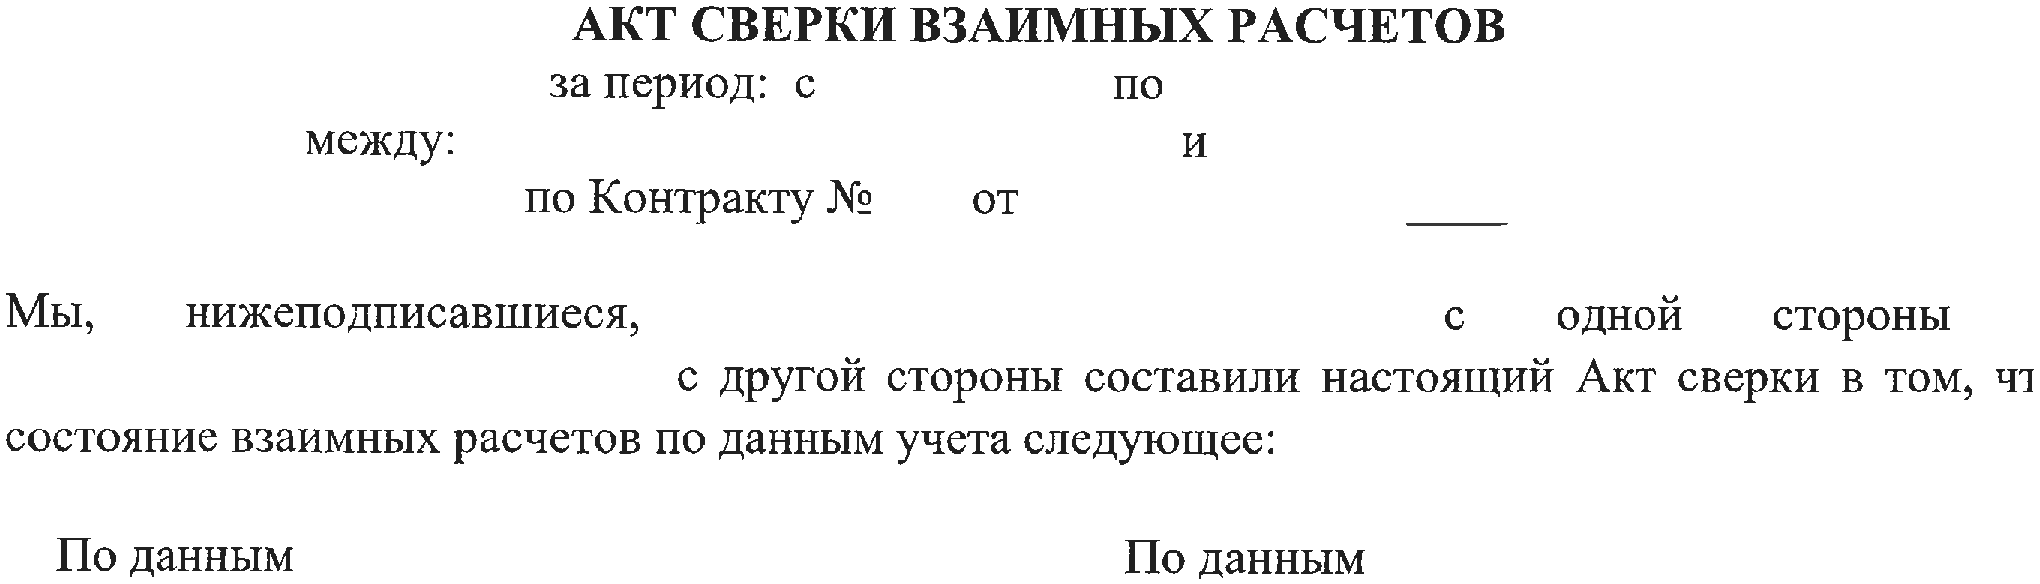 АКТ СВЕРКИ ВЗАИМНЫХ РАСЧЕТОВ
за период: с по
между: и
по Контракту № от
Мы, нижеподписавшиеся, с одной стороны
с другой стороны составили настоящий Акт сверки в том, чт
состояние взаимных расчетов по данным учета следующее:
По данным По данным